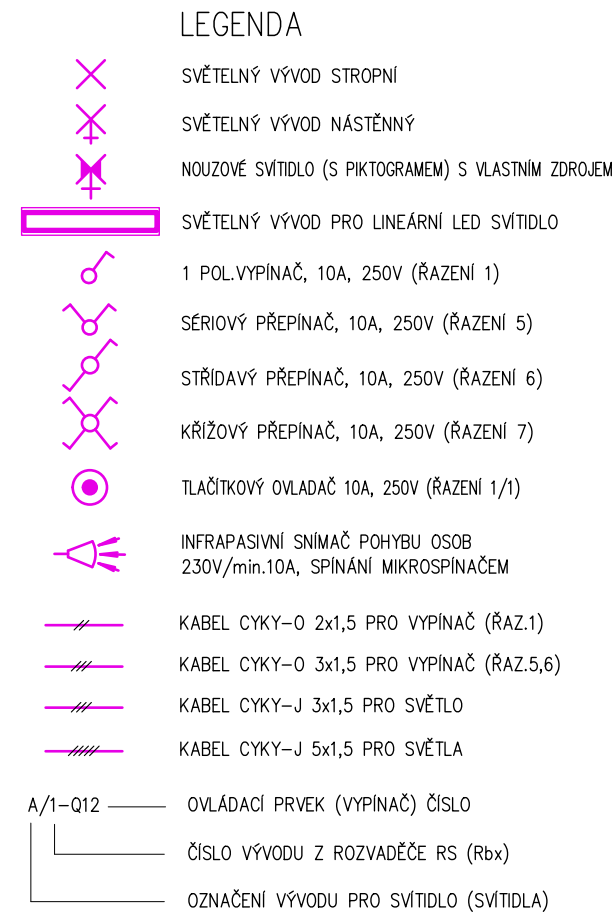 LEGENDA
SVĚTELNÝ VÝVOD STROPNÍ
SVĚTELNÝ VÝVOD NÁSTĚNNÝ
NOUZOVÉ SVÍTIDLO (S PIKTOGRAMEM) S VLASTNÍM ZDROJEM
SVĚTELNÝ VÝVOD PRO LINEÁRNÍ LED SVÍTIDLO
1 POL.VYPÍNAČ, 10A, 250V (ŘAZENÍ 1)
SÉRIOVÝ PŘEPÍNAČ, 10A, 250V (ŘAZENÍ 5)
STŘÍDAVÝ PŘEPÍNAČ, 10A, 250V (ŘAZENÍ 6)
KŘÍŽOVÝ PŘEPÍNAČ, 10A, 250V (ŘAZENÍ 7)
TLAČÍTKOVÝ OVLADAČ 10A, 250V (ŘAZENÍ 1/1)
INFRAPASIVNÍ SNÍMAČ POHYBU OSOB
230V/min.10A, SPÍNÁNÍ MIKROSPÍNAČEM
KABEL CYKY-O 2x1,5 PRO VYPÍNAČ (ŘAZ.1)
KABEL CYKY-O 3x1,5 PRO VYPÍNAČ (ŘAZ.5,6)
KABEL CYKY-J 3x1,5 PRO SVĚTLO
KABEL CYKY-J 5x1,5 PRO SVĚTLA
A/1-Q12 OVLÁDACÍ PRVEK (VYPÍNAČ) ČÍSLO
ČÍSLO VÝVODU Z ROZVADĚČE RS (Rbx)
OZNAČENÍ VÝVODU PRO SVÍTIDLO (SVÍTIDLA)